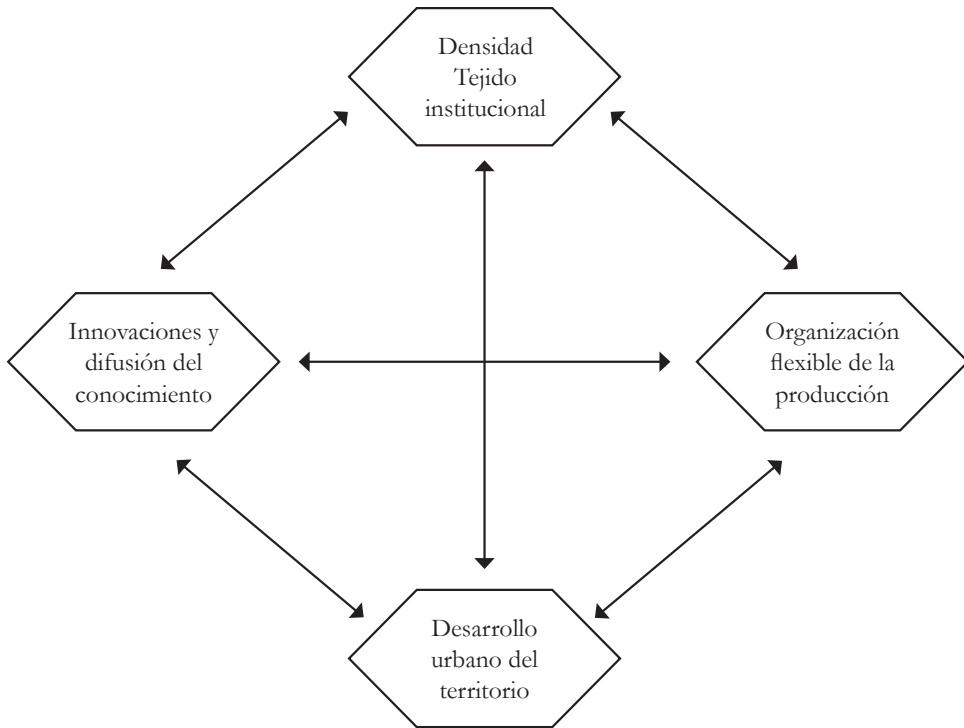 Densidad
Tejido
institucional
Innovaciones y
difusión del
conocimiento
Organización
flexible de la
producción
Desarrollo
urbano del
territorio